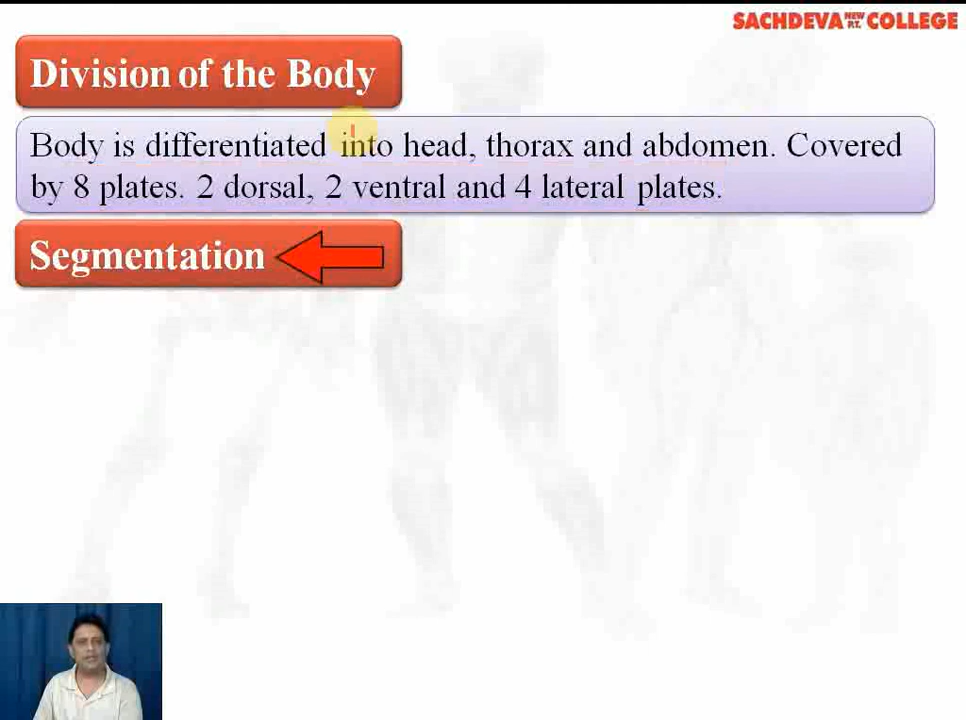 SACHDEVA NEW P.T. COLLEGE
Division of the Body
Body is differentiated into head, thorax and abdomen. Covered
by 8 plates. 2 dorsal, 2 ventral and 4 lateral plates.
Segmentation